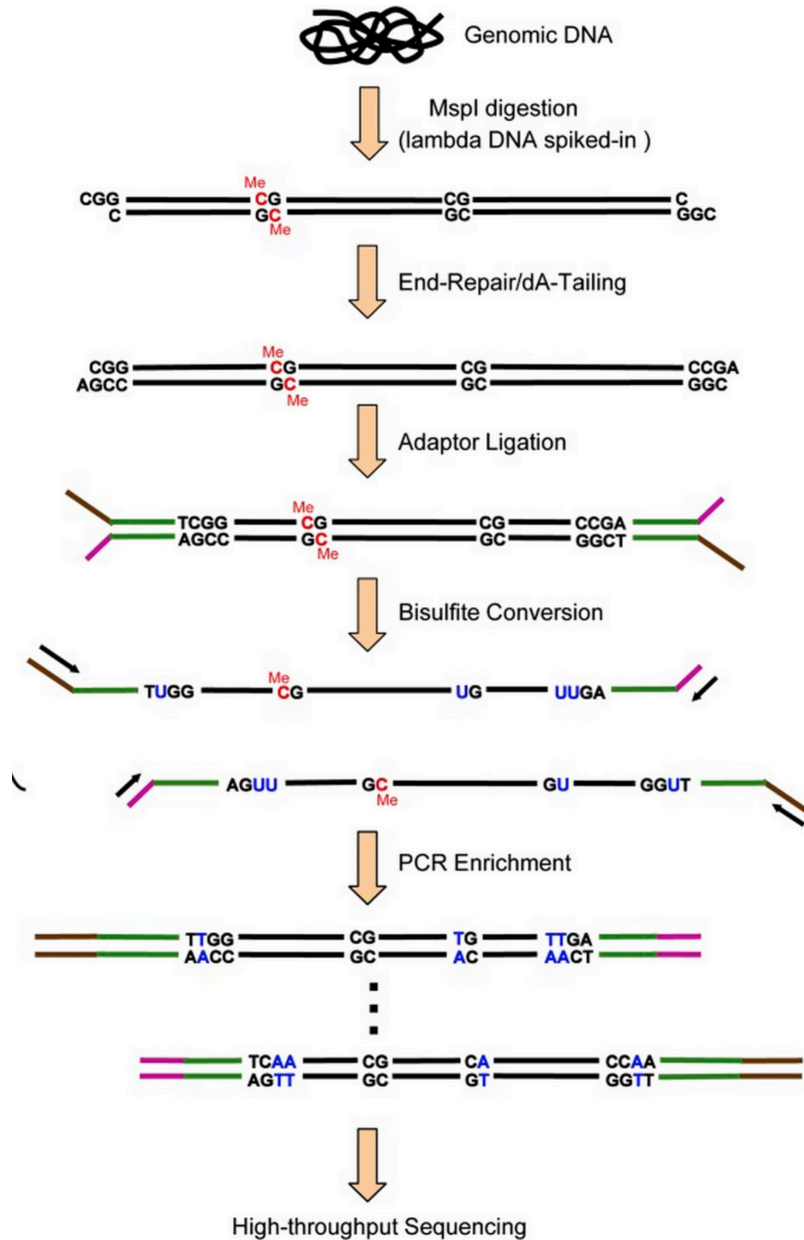 Genomic DNA
MspI digestion
(lambda DNA spiked-in )
Me
CGG CG CG C
C GC GC GGC
Me
End-Repair/dA-Tailing
Me
CGG CG CG CCGA
AGCC GC GC GGC
Me
Adaptor Ligation
Me
TCGG CG CG CCGA
AGCC GC GC GGCT
Me
Bisulfite Conversion
Me
TUGG CG UG UUGA
AGUU GC GU GGUT
Me
PCR Enrichment
TTGG CG TG TTGA
AACC GC AC AACT
TCAA CG CA CCAA
AGTT GC GT GGTT
High-throughput Sequencing